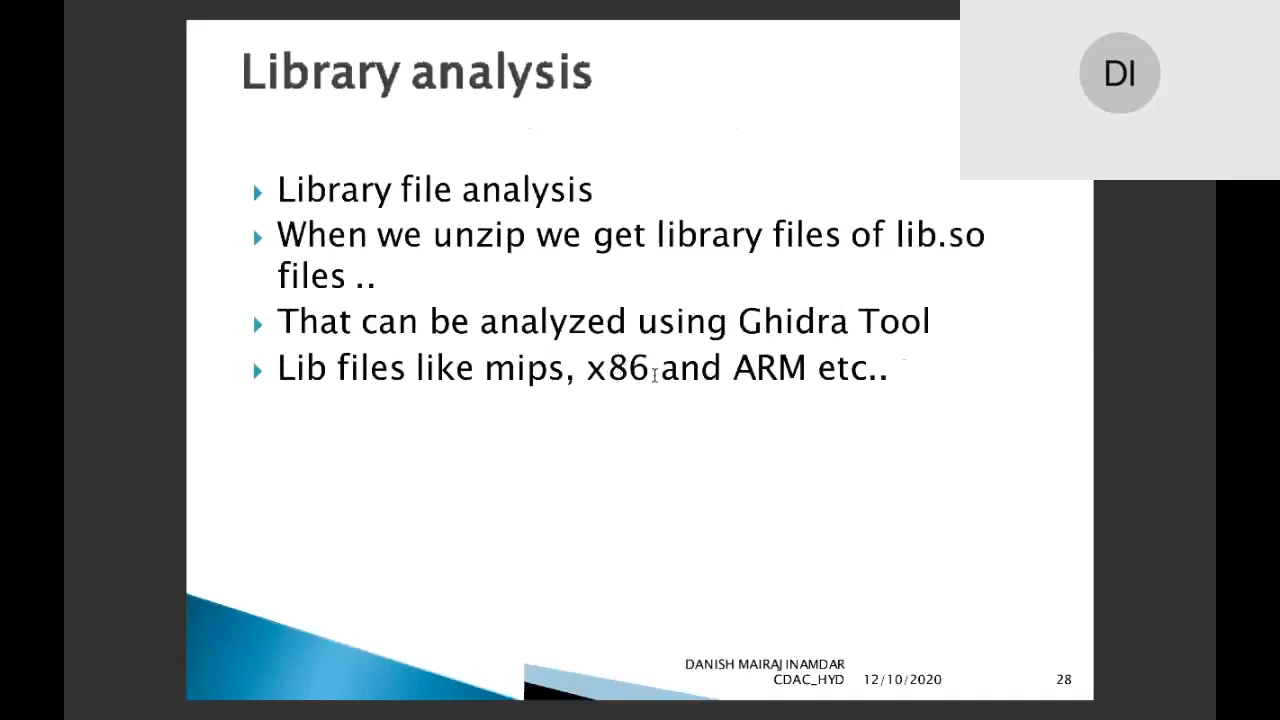 Library analysis
DI
Library file analysis
When we unzip we get library files of lib.so
files ..
That can be analyzed using Ghidra Tool
Lib files like mips, x86 and ARM etc..
DANISH MAIRAJ INAMDAR
CDAC_HYD 12/10/2020 28